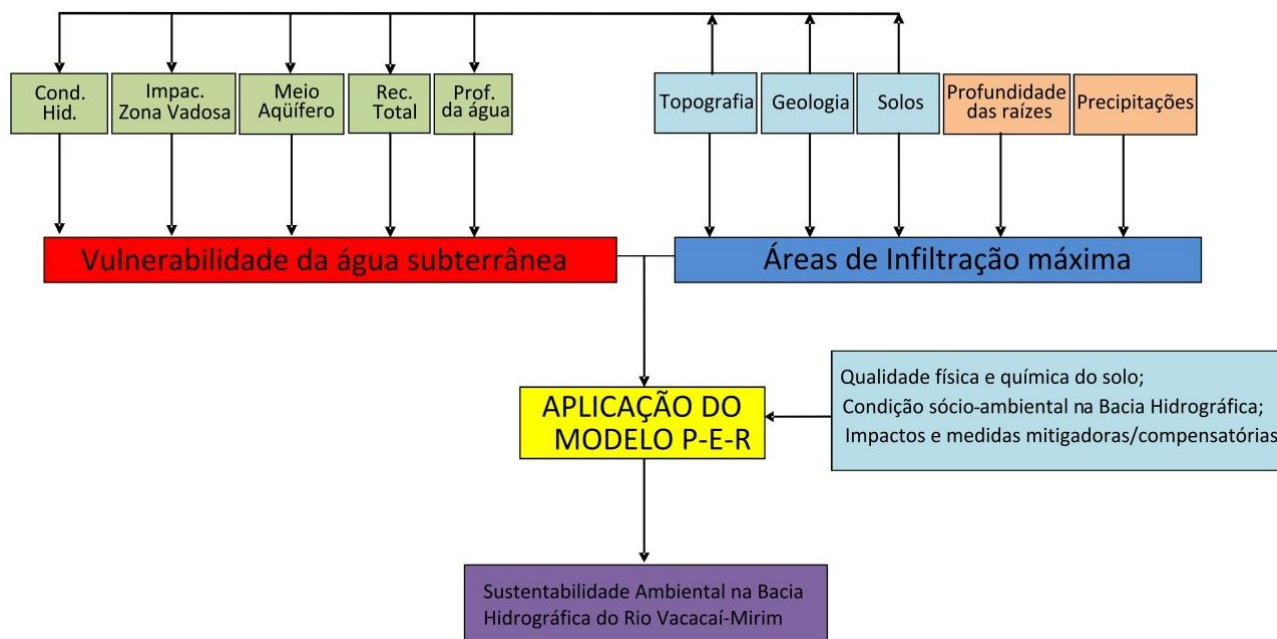 Cond.
Hid.
Impac.
Zona Vadosa
Meio
Aqüífero
Rec.
Total
Prof.
da água
Topografia
Geologia
Solos
Profundidade
das raízes
Precipitações
Vulnerabilidade da água subterrânea
Áreas de Infiltração máxima
APLICAÇÃO DO
MODELO P-E-R
Qualidade física e química do solo;
Condição sócio-ambiental na Bacia Hidrográfica;
Impactos e medidas mitigadoras/compensatórias
Sustentabilidade Ambiental na Bacia
Hidrográfica do Rio Vacacaí-Mirim